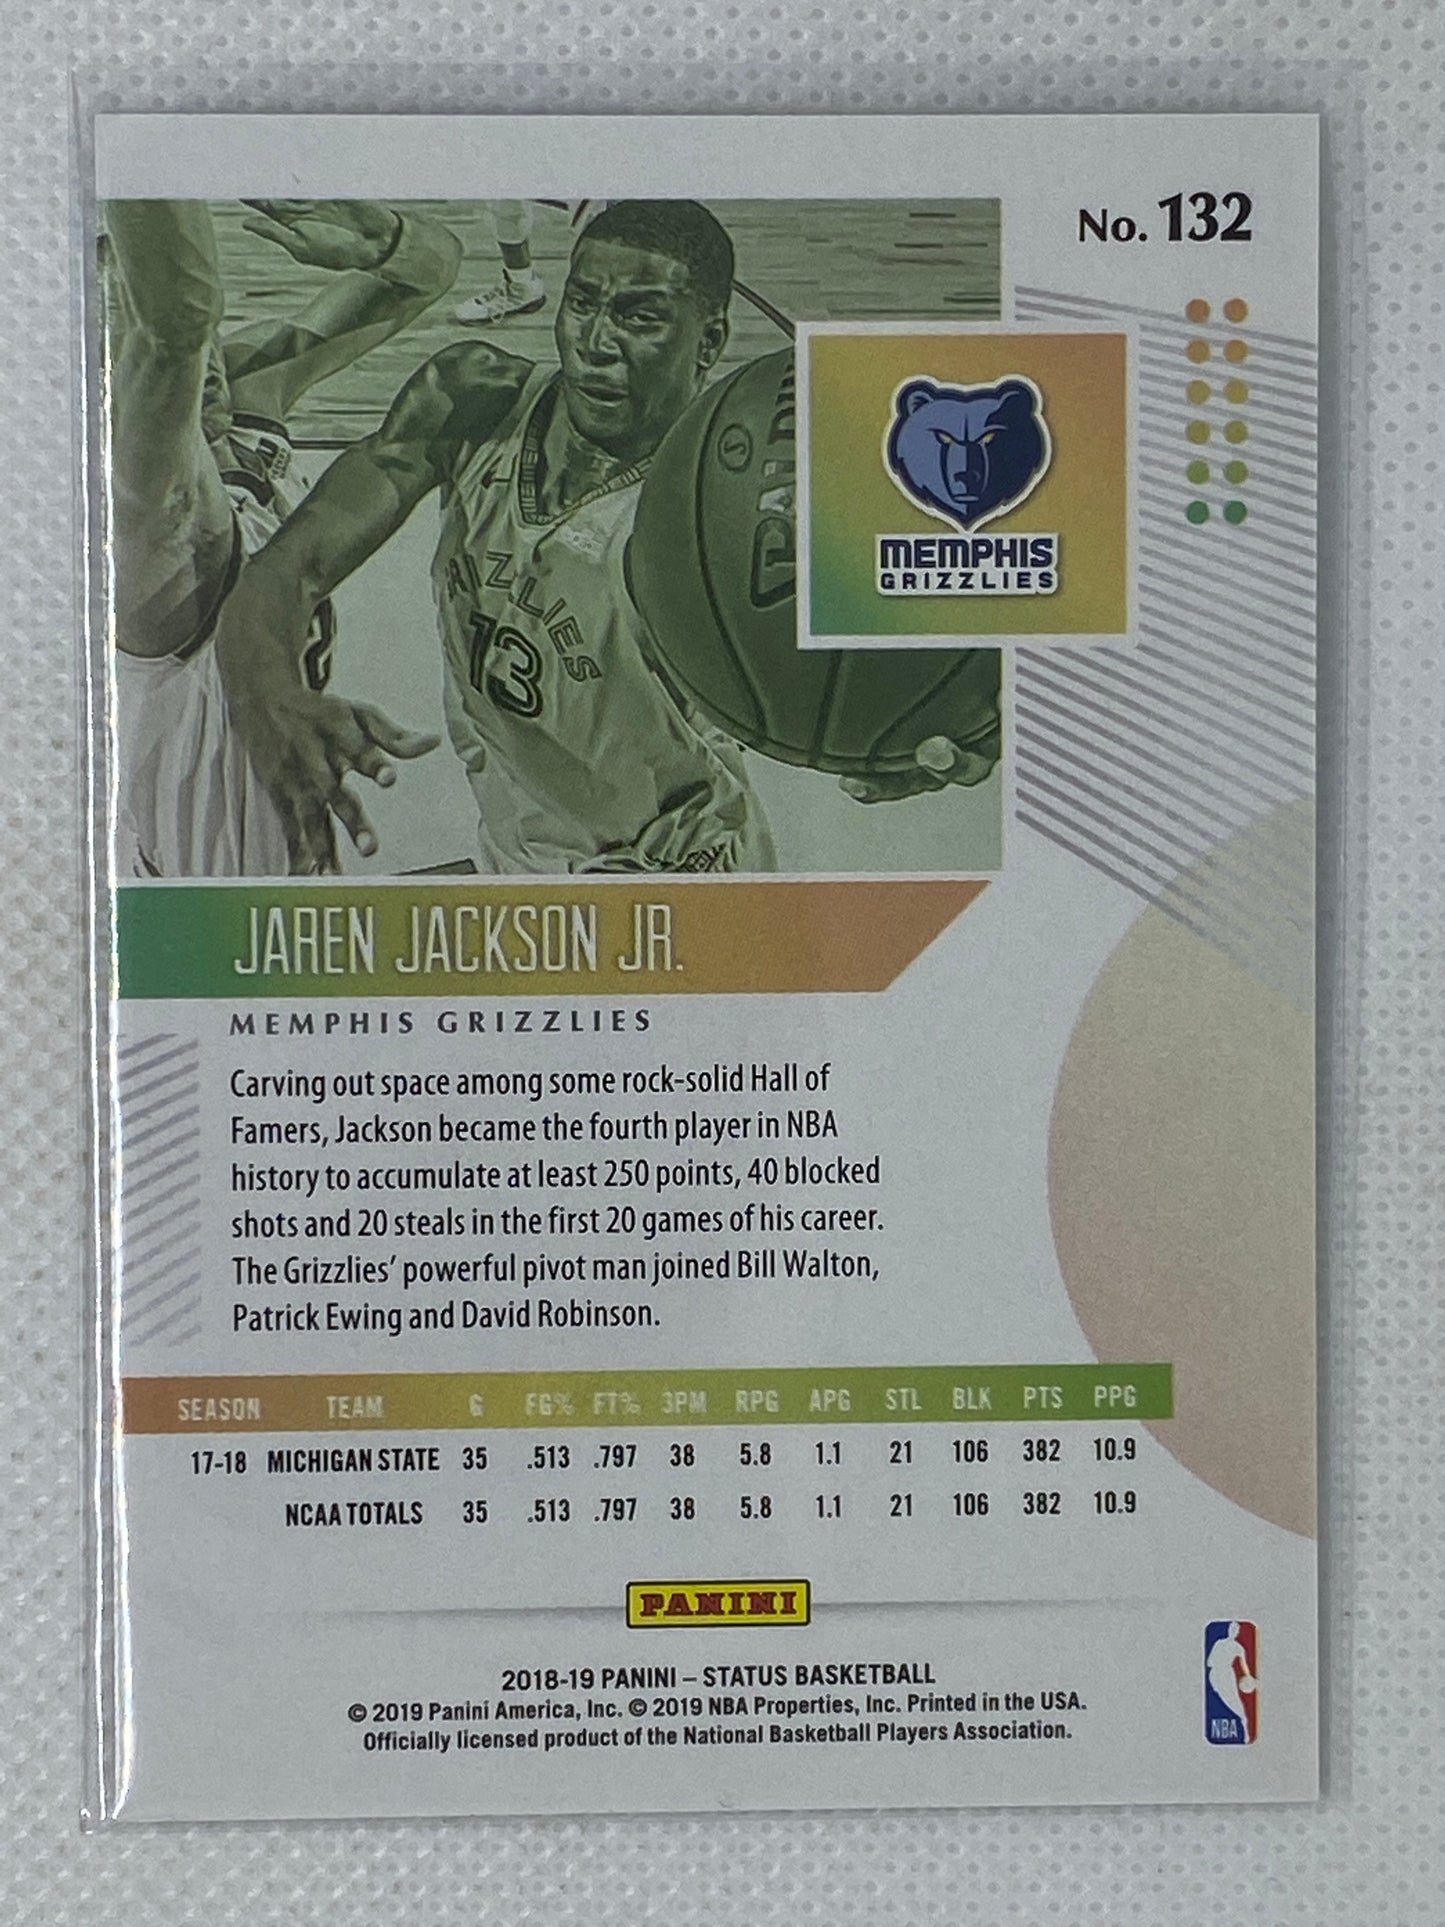 No. 132
MEMPHIS
GRIZZLIES
GRIZZLIES
13
JAREN JACKSON JR.
MEMPHIS GRIZZLIES
Carving out space among some rock-solid Hall of
Famers, Jackson became the fourth player in NBA
history to accumulate at least 250 points, 40 blocked
shots and 20 steals in the first 20 games of his career.
The Grizzlies' powerful pivot man joined Bill Walton,
Patrick Ewing and David Robinson.
SEASON TEAM G FG% FT% 3PM RPG APG STL BLK PTS PPG
17-18 MICHIGAN STATE 35 .513 .797 38 5.8 1.1 21 106 382 10.9
NCAA TOTALS 35 .513 .797 38 5.8 1.1 21 106 382 10.9
PANINI
2018-19 PANINI – STATUS BASKETBALL
© 2019 Panini America, Inc. © 2019 NBA Properties, Inc. Printed in the USA.
Officially licensed product of the National Basketball Players Association.
NBA